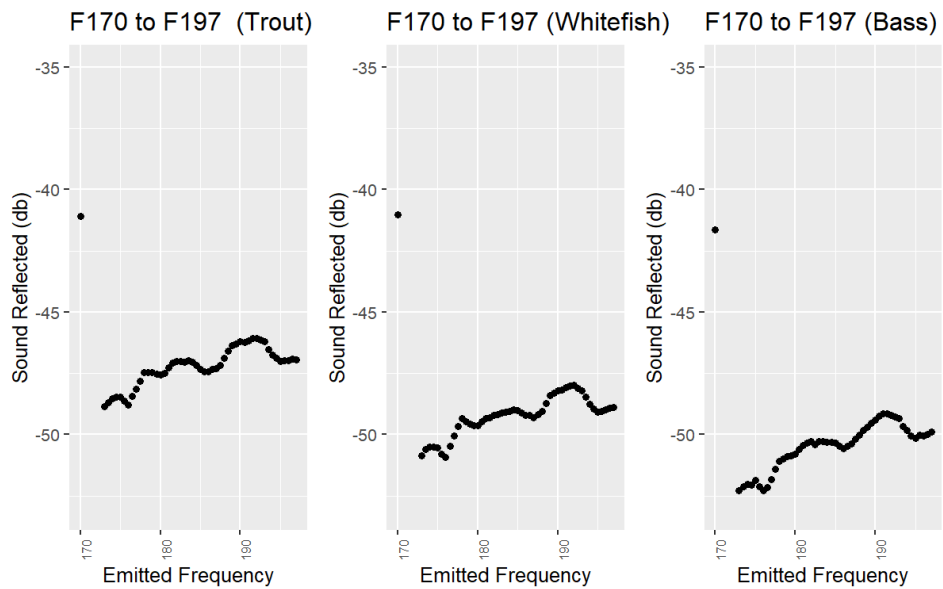 F170 to F197  (Trout)
Sound Reflected (db)
-35
-40
-45
-50
170
180
190
Emitted Frequency
F170 to F197 (Whitefish)
Sound Reflected (db)
-35
-40
-45
-50
170
180
190
Emitted Frequency
F170 to F197 (Bass)
Sound Reflected (db)
-35
-40
-45
-50
170
180
190
Emitted Frequency